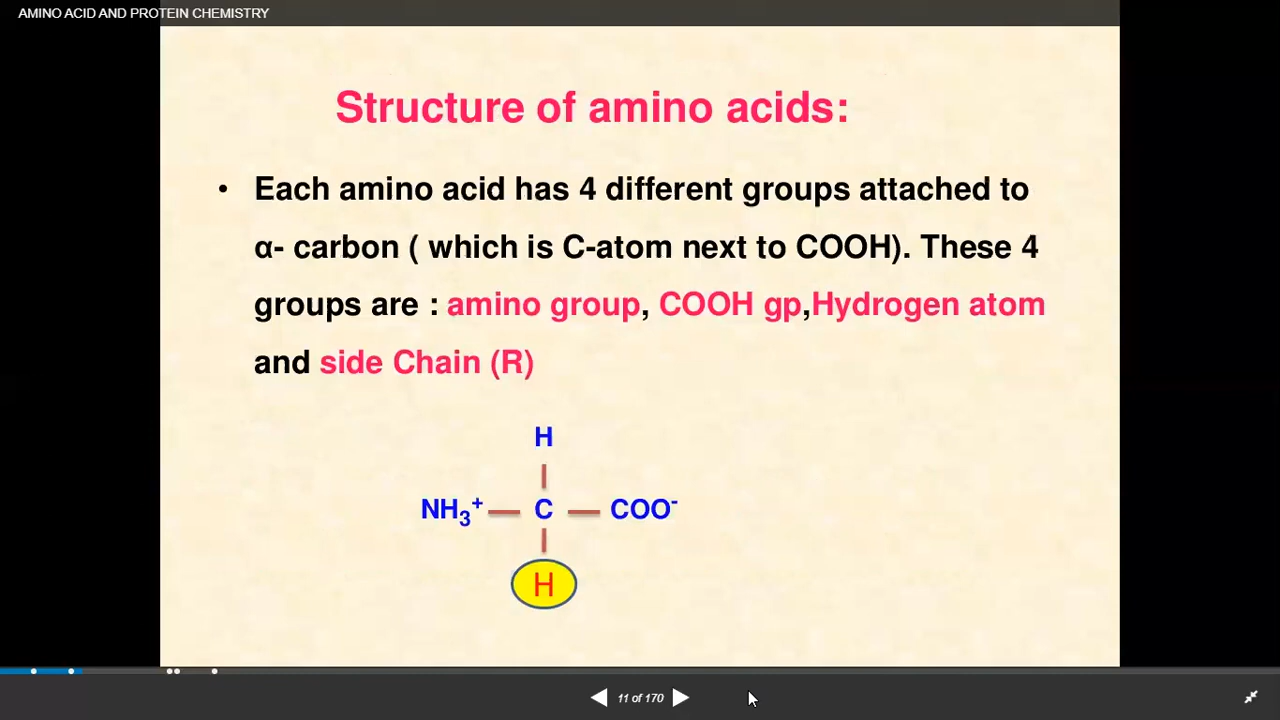 AMINO ACID AND PROTEIN CHEMISTRY
Structure of amino acids:
• Each amino acid has 4 different groups attached to
α- carbon ( which is C-atom next to COOH). These 4
groups are : amino group, COOH gp,Hydrogen atom
and side Chain (R)
H
NH₃⁺ — C — COO⁻
H
11 of 170